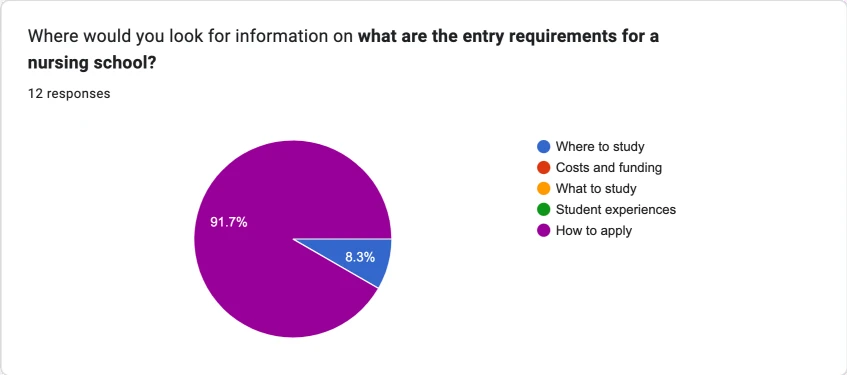 Where would you look for information on what are the entry requirements for a
nursing school?
12 responses
91.7%
8.3%
Where to study
Costs and funding
What to study
Student experiences
How to apply